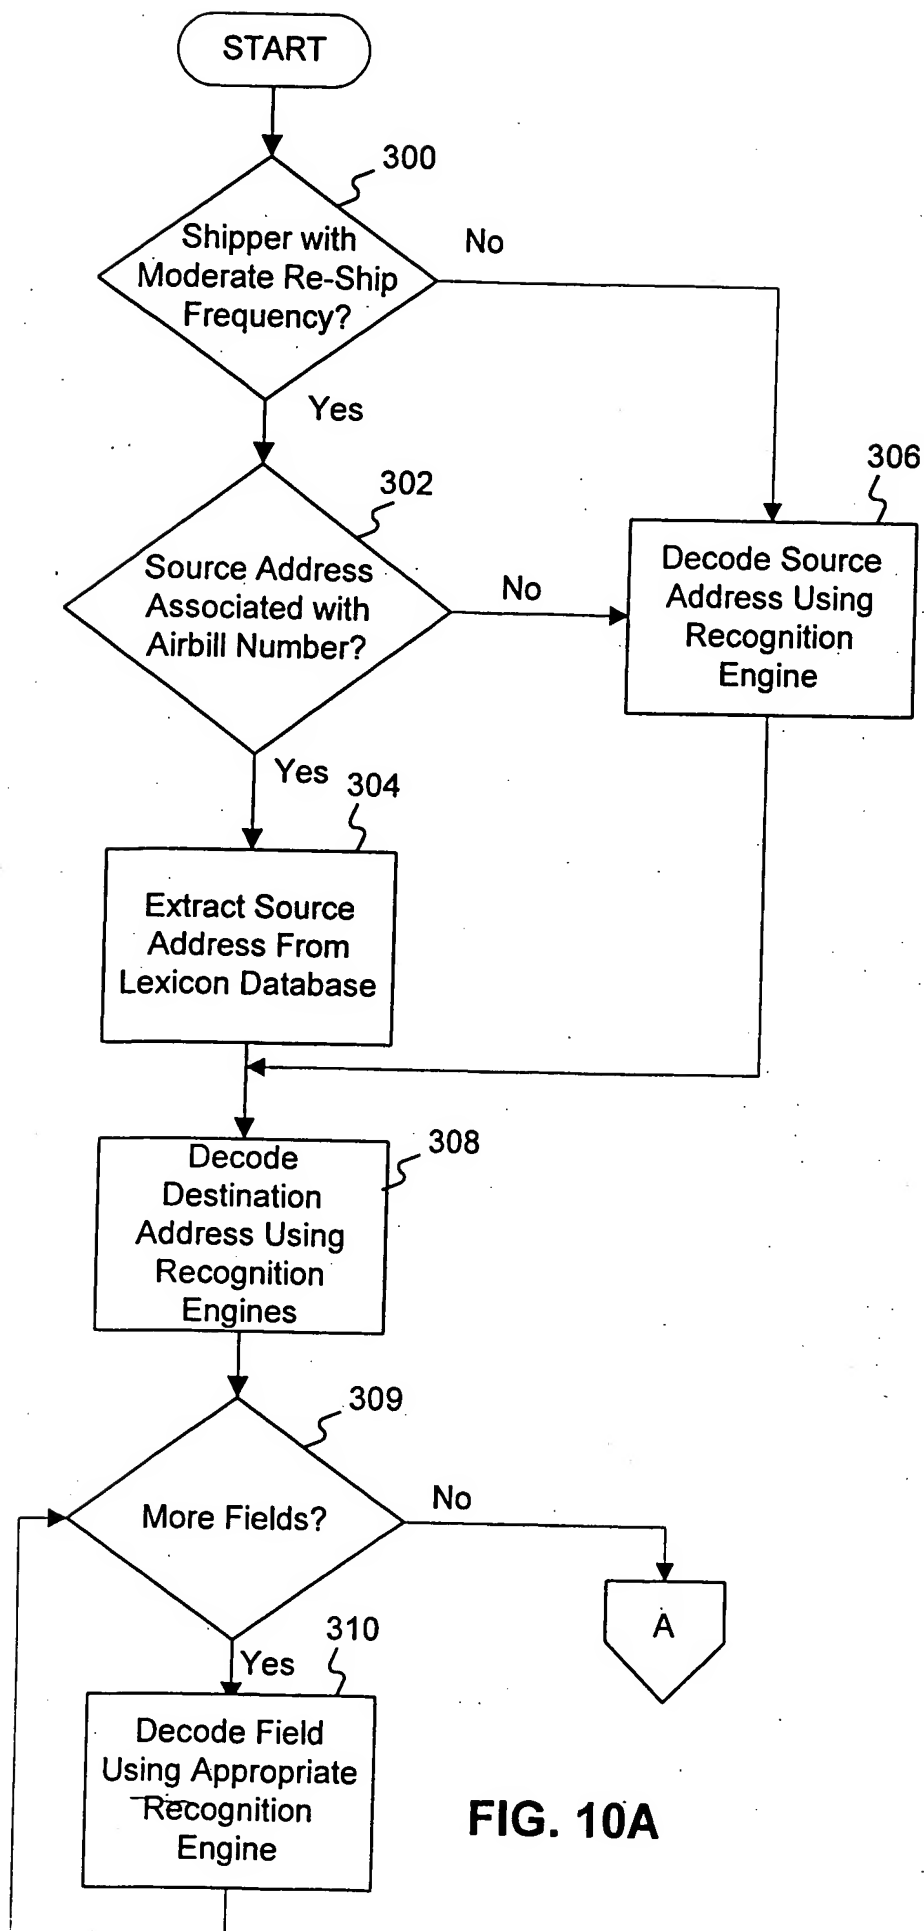 START
300
Shipper with
Moderate Re-Ship
Frequency?
No
Yes
302
Source Address
Associated with
Airbill Number?
No
306
Decode Source
Address Using
Recognition
Engine
Yes
304
Extract Source
Address From
Lexicon Database
308
Decode
Destination
Address Using
Recognition
Engines
309
More Fields?
No
A
Yes
310
Decode Field
Using Appropriate
Recognition
Engine
FIG. 10A